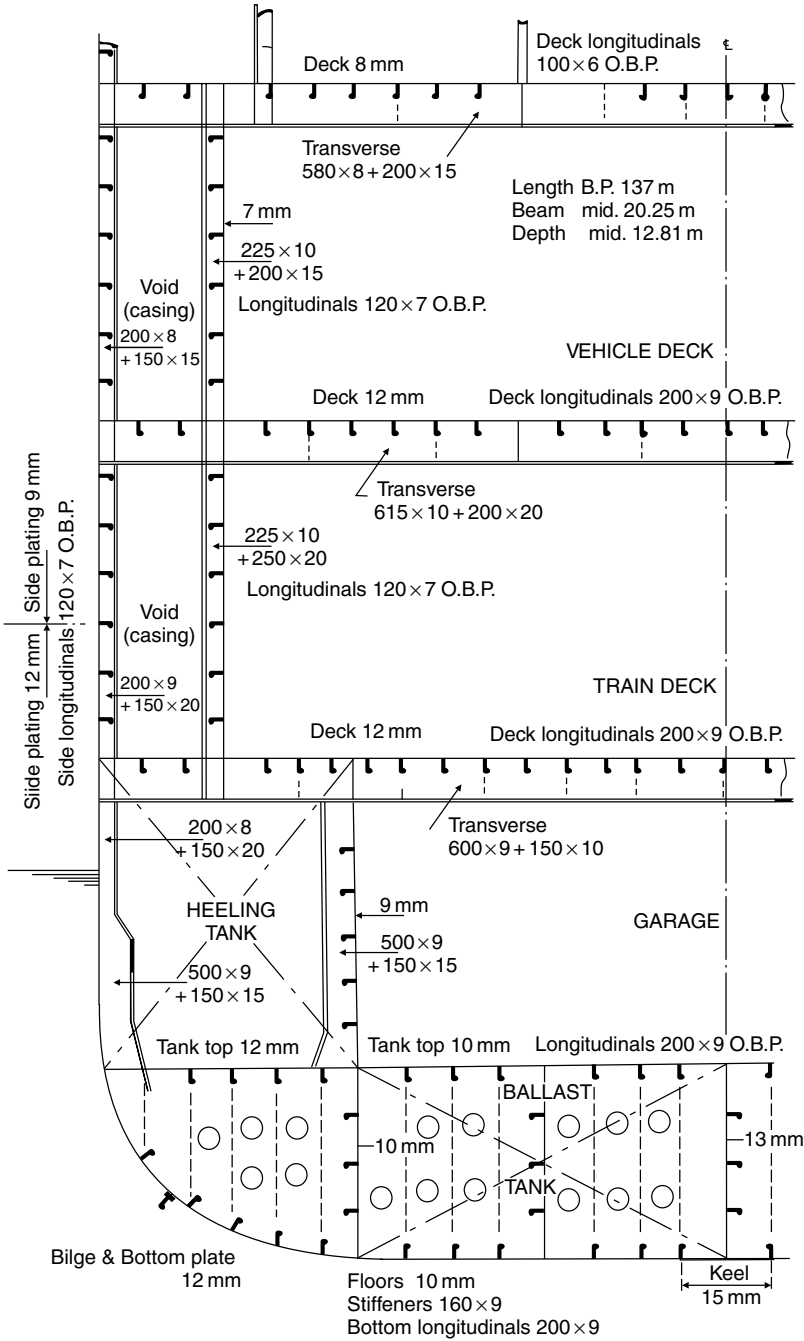 Deck 8 mm
Deck longitudinals
100×6 O.B.P.
℄
Transverse
580×8+200×15
Length B.P. 137 m
Beam mid. 20.25 m
Depth mid. 12.81 m
7 mm
225×10
+200×15
Void
(casing)
Longitudinals 120×7 O.B.P.
200×8
+150×15
VEHICLE DECK
Deck 12 mm
Deck longitudinals 200×9 O.B.P.
Transverse
615×10+200×20
Side plating 9 mm
Siide plating 12 mm
Side longitudinals 120×7 O.B.P.
225×10
+250×20
Longitudinals 120×7 O.B.P.
Void
(casing)
200×9
+150×20
TRAIN DECK
Deck 12 mm
Deck longitudinals 200×9 O.B.P.
200×8
+150×20
Transverse
600×9+150×10
HEELING
TANK
9 mm
GARAGE
500×9
+150×15
500×9
+150×15
Tank top 12 mm
Tank top 10 mm
Longitudinals 200×9 O.B.P.
BALLAST
10 mm
13 mm
TANK
Bilge & Bottom plate
12 mm
Floors 10 mm
Stiffeners 160×9
Bottom longitudinals 200×9
Keel
15 mm